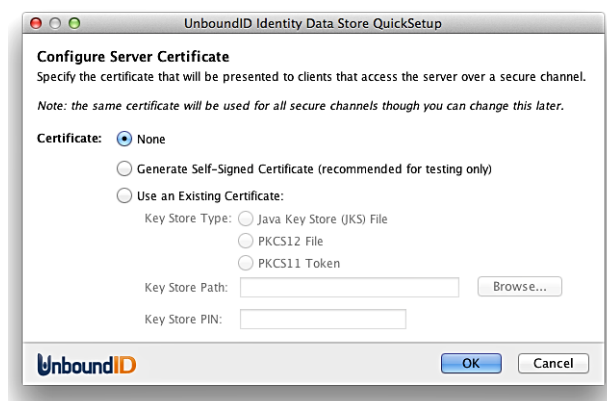 UnboundID Identity Data Store QuickSetup
Configure Server Certificate
Specify the certificate that will be presented to clients that access the server over a secure channel.
Note: the same certificate will be used for all secure channels though you can change this later.
Certificate: None
Generate Self-Signed Certificate (recommended for testing only)
Use an Existing Certificate:
Key Store Type: Java Key Store (JKS) File
PKCS12 File
PKCS11 Token
Key Store Path: Browse...
Key Store PIN:
UnboundID OK Cancel